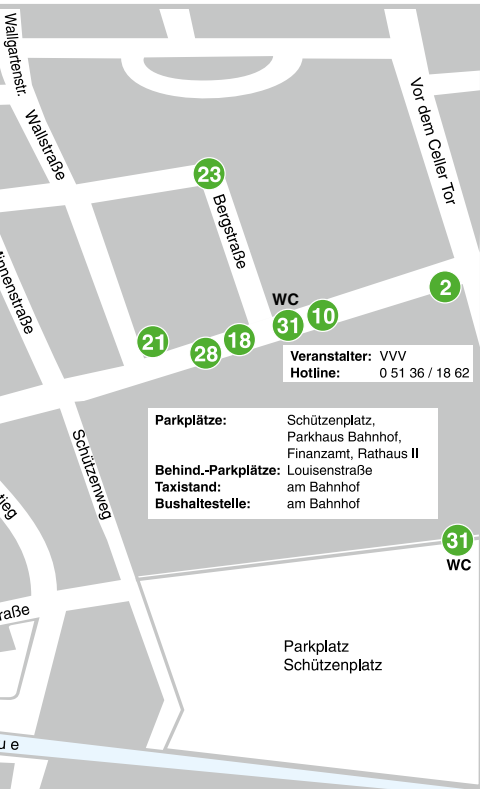 Wallgartenstr.
Wallstraße
Vor dem Celler Tor
23
Bergstraße
2
WC
10
31
18
21
28
Veranstalter: VVV
Hotline: 0 51 36 / 18 62
Parkplätze: Schützenplatz,
Parkhaus Bahnhof,
Finanzamt, Rathaus II
Behind.-Parkplätze: Louisenstraße
Taxistand: am Bahnhof
Bushaltestelle: am Bahnhof
Schützenweg
31
WC
raße
Parkplatz
Schützenplatz
u e